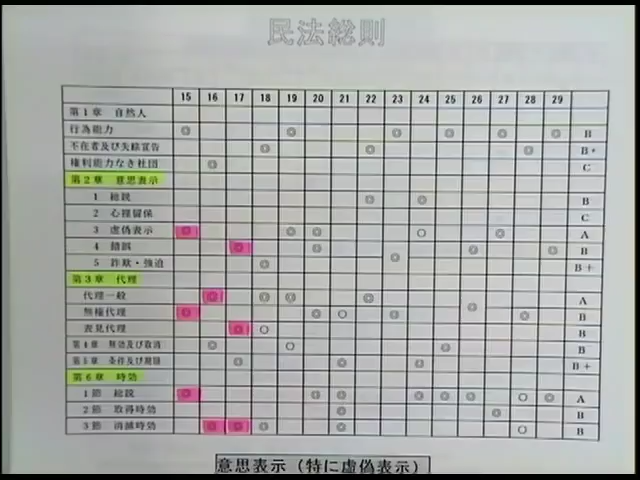 民法総則
15 16 17 18 19 20 21 22 23 24 25 26 27 28 29
第1章 自然人
行為能力 ◎ ◎ ◎ ◎ ◎ ◎ B
不在者及び失踪宣告 ◎ ◎ ◎ B+
権利能力なき社団 ◎ C
第2章 意思表示
1 総説 ◎ ◎ B
2 心裡留保 C
3 虚偽表示 ◎ ◎ ◎ ○ ◎ A
4 錯誤 ◎ ◎ ◎ ◎ B
5 詐欺・強迫 ◎ ◎ B+
第3章 代理
代理一般 ◎ ◎ ◎ ◎ ◎ A
無権代理 ◎ ◎ ○ ◎ ◎ B
表見代理 ◎ ○ B
第4章 無効及び取消 ◎ ○ ◎ B
第5章 条件及び期限 ◎ ◎ ◎ B+
第6章 時効
1節 総説 ◎ ◎ ◎ ◎ ◎ ◎ ○ ◎ A
2節 取得時効 ◎ ◎ B
3節 消滅時効 ◎ ◎ ◎ ◎ ○ B
意思表示(特に虚偽表示)